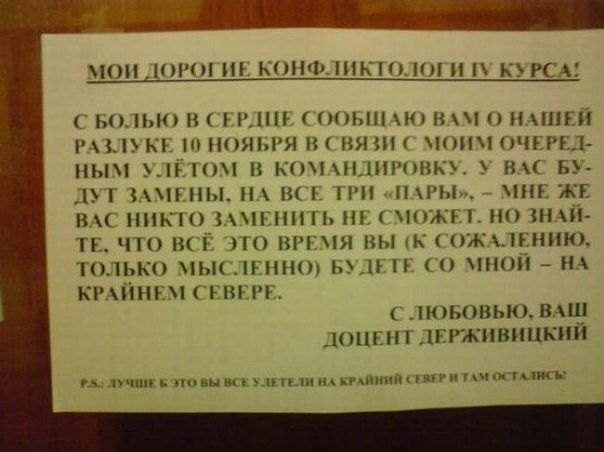 МОИ ДОРОГИЕ КОНФЛИКТОЛОГИ IV КУРСА!
С БОЛЬЮ В СЕРДЦЕ СООБЩАЮ ВАМ О НАШЕЙ
РАЗЛУКЕ 10 НОЯБРЯ В СВЯЗИ С МОИМ ОЧЕРЕД-
НЫМ УЛЁТОМ В КОМАНДИРОВКУ. У ВАС БУ-
ДУТ ЗАМЕНЫ, НА ВСЕ ТРИ «ПАРЫ», – МНЕ ЖЕ
ВАС НИКТО ЗАМЕНИТЬ НЕ СМОЖЕТ. НО ЗНАЙ-
ТЕ, ЧТО ВСЁ ЭТО ВРЕМЯ ВЫ (К СОЖАЛЕНИЮ,
ТОЛЬКО МЫСЛЕННО) БУДЕТЕ СО МНОЙ – НА
КРАЙНЕМ СЕВЕРЕ.
С ЛЮБОВЬЮ, ВАШ
ДОЦЕНТ ДЕРЖИВИЦКИЙ
P.S.: ЛУЧШЕ Б ЭТО ВЫ ВСЕ УЛЕТЕЛИ НА КРАЙНИЙ СЕВЕР И ТАМ ОСТАЛИСЬ!